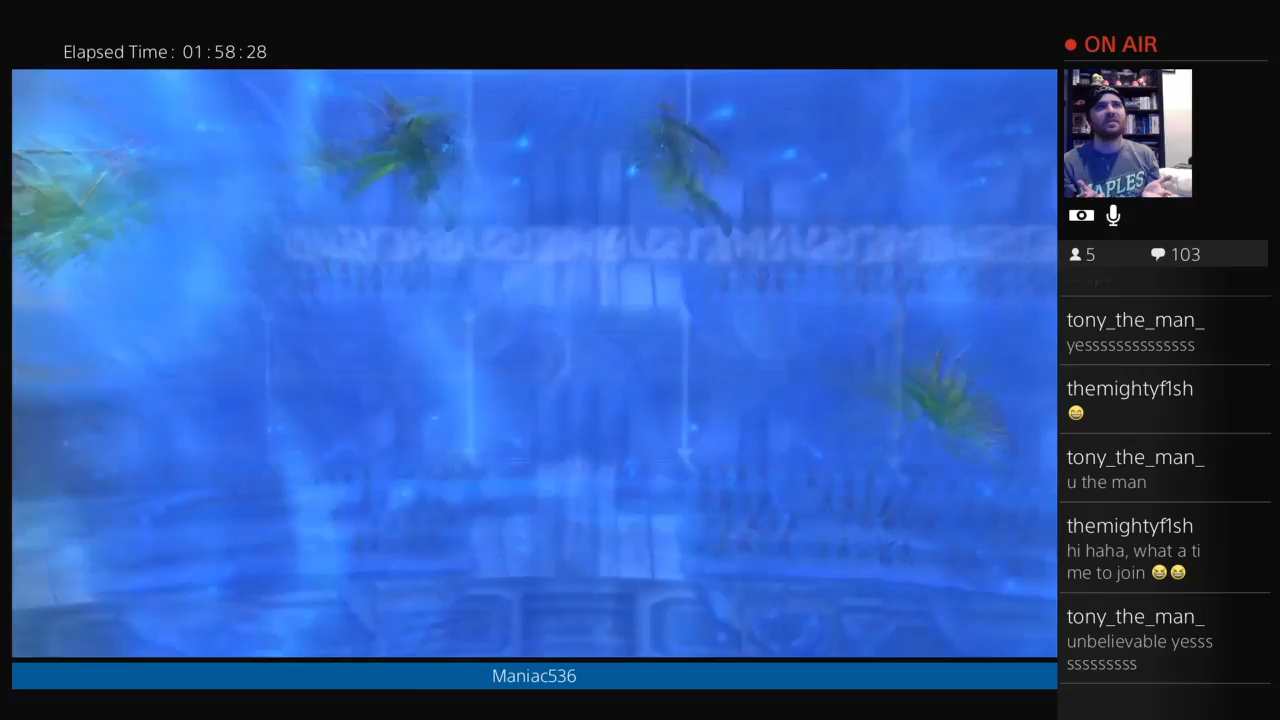 Elapsed Time: 01:58:28
ON AIR
5
103
tony_the_man_
yessssssssssssss
themightyf1sh
😄
tony_the_man_
u the man
themightyf1sh
hi haha, what a ti
me to join 😆😆
tony_the_man_
unbelievable yesss
sssssssss
Maniac536